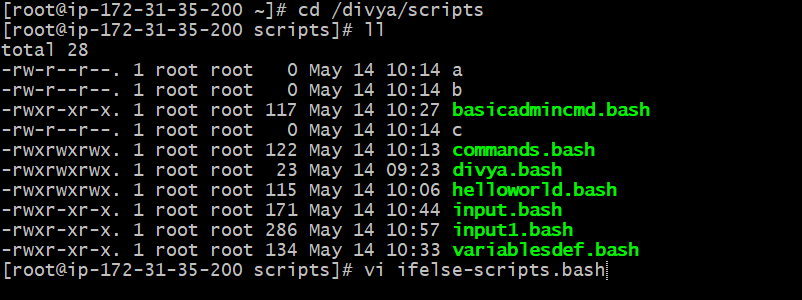 [root@ip-172-31-35-200 ~]# cd /divya/scripts
[root@ip-172-31-35-200 scripts]# ll
total 28
-rw-r--r--. 1 root root   0 May 14 10:14 a
-rw-r--r--. 1 root root   0 May 14 10:14 b
-rwxr-xr-x. 1 root root 117 May 14 10:27 basicadmincmd.bash
-rw-r--r--. 1 root root   0 May 14 10:14 c
-rwxrwxrwx. 1 root root 122 May 14 10:13 commands.bash
-rwxrwxrwx. 1 root root  23 May 14 09:23 divya.bash
-rwxrwxrwx. 1 root root 115 May 14 10:06 helloworld.bash
-rwxr-xr-x. 1 root root 171 May 14 10:44 input.bash
-rwxr-xr-x. 1 root root 286 May 14 10:57 input1.bash
-rwxr-xr-x. 1 root root 134 May 14 10:33 variablesdef.bash
[root@ip-172-31-35-200 scripts]# vi ifelse-scripts.bash